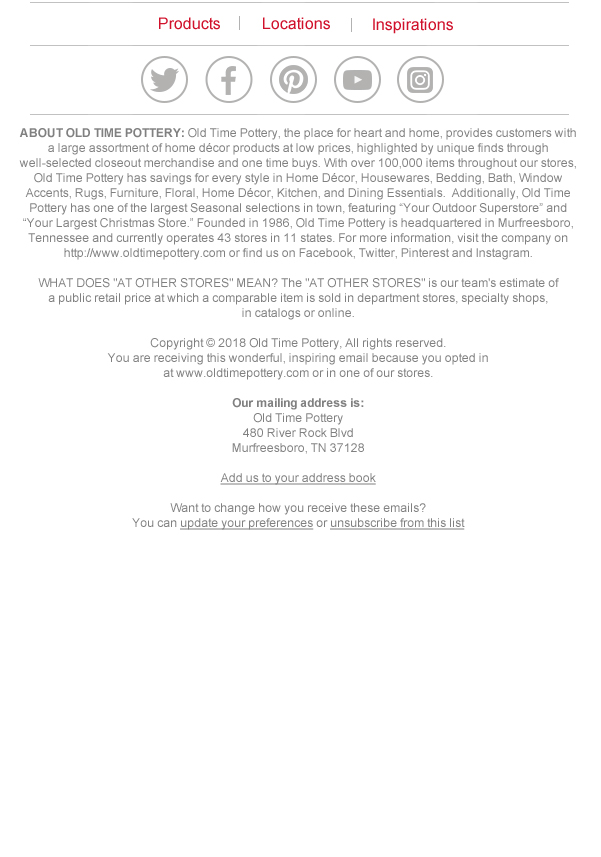 Products | Locations | Inspirations
ABOUT OLD TIME POTTERY: Old Time Pottery, the place for heart and home, provides customers with
a large assortment of home décor products at low prices, highlighted by unique finds through
well-selected closeout merchandise and one time buys. With over 100,000 items throughout our stores,
Old Time Pottery has savings for every style in Home Décor, Housewares, Bedding, Bath, Window
Accents, Rugs, Furniture, Floral, Home Décor, Kitchen, and Dining Essentials.  Additionally, Old Time
Pottery has one of the largest Seasonal selections in town, featuring “Your Outdoor Superstore” and
“Your Largest Christmas Store.” Founded in 1986, Old Time Pottery is headquartered in Murfreesboro,
Tennessee and currently operates 43 stores in 11 states. For more information, visit the company on
http://www.oldtimepottery.com or find us on Facebook, Twitter, Pinterest and Instagram.
WHAT DOES "AT OTHER STORES" MEAN? The "AT OTHER STORES" is our team's estimate of
a public retail price at which a comparable item is sold in department stores, specialty shops,
in catalogs or online.
Copyright © 2018 Old Time Pottery, All rights reserved.
You are receiving this wonderful, inspiring email because you opted in
at www.oldtimepottery.com or in one of our stores.
Our mailing address is:
Old Time Pottery
480 River Rock Blvd
Murfreesboro, TN 37128
Add us to your address book
Want to change how you receive these emails?
You can update your preferences or unsubscribe from this list